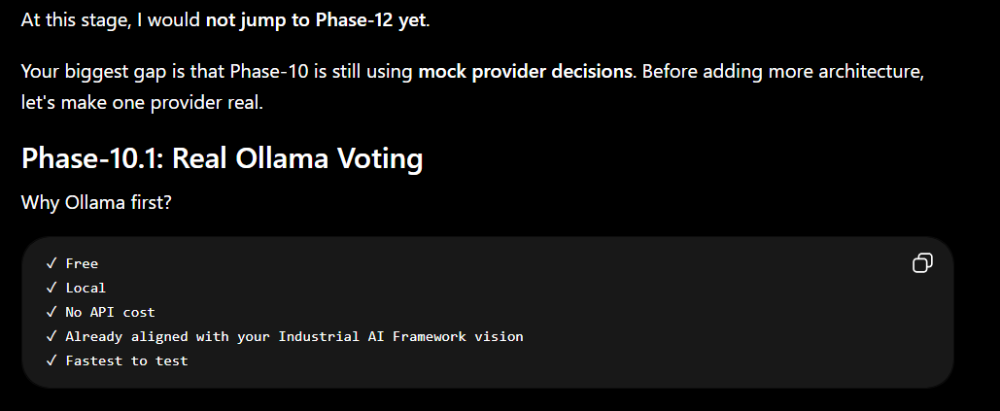 At this stage, I would not jump to Phase-12 yet.
Your biggest gap is that Phase-10 is still using mock provider decisions. Before adding more architecture,
let's make one provider real.
Phase-10.1: Real Ollama Voting
Why Ollama first?
✓ Free
✓ Local
✓ No API cost
✓ Already aligned with your Industrial AI Framework vision
✓ Fastest to test